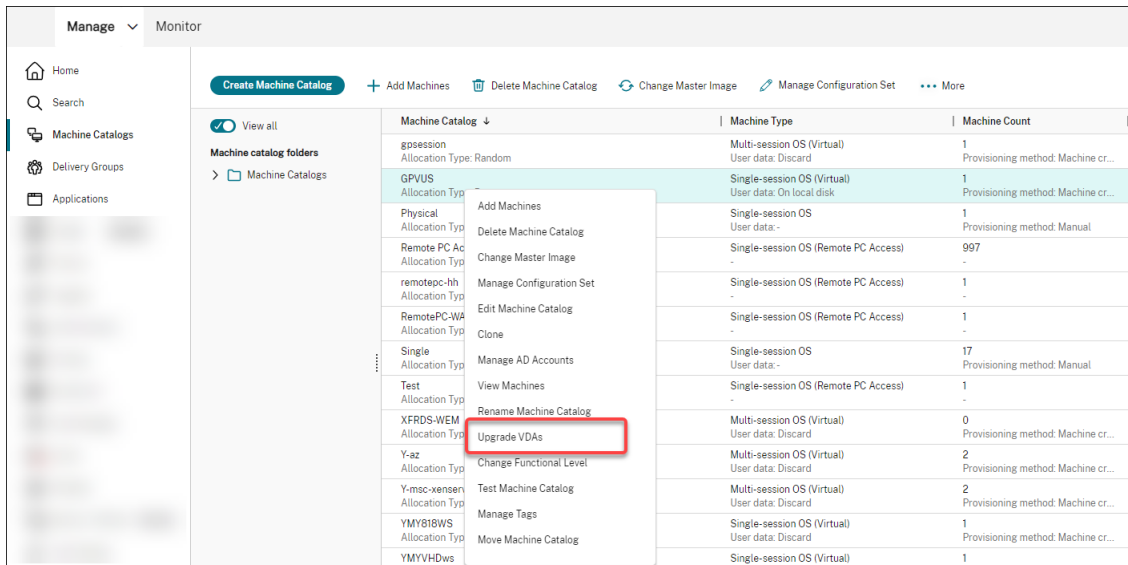 Manage Monitor
Home
Search
Machine Catalogs
Delivery Groups
Applications
Create Machine Catalog Add Machines Delete Machine Catalog Change Master Image Manage Configuration Set More
View all
Machine catalog folders
Machine Catalogs
Machine Catalog ↓ Machine Type Machine Count
gpsession Multi-session OS (Virtual) 1
Allocation Type: Random User data: Discard Provisioning method: Machine cr...
GPVUS Single-session OS (Virtual) 1
Allocation Typ User data: On local disk Provisioning method: Machine cr...
Physical Single-session OS 1
Allocation Typ User data:- Provisioning method: Manual
Remote PC Ac Single-session OS (Remote PC Access) 997
Allocation Typ - -
remotepc-hh Single-session OS (Remote PC Access) 1
Allocation Typ - -
RemotePC-WA Single-session OS (Remote PC Access) 1
Allocation Typ - -
Single Single-session OS 17
Allocation Typ User data:- Provisioning method: Manual
Test Single-session OS (Remote PC Access) 1
Allocation Typ - -
XFRDS-WEM Multi-session OS (Virtual) 0
Allocation Typ User data: Discard Provisioning method: Machine cr...
Y-az Multi-session OS (Virtual) 2
Allocation Typ User data: Discard Provisioning method: Machine cr...
Y-msc-xenserv Multi-session OS (Virtual) 2
Allocation Typ User data: Discard Provisioning method: Machine cr...
YMY818WS Single-session OS (Virtual) 1
Allocation Typ User data: Discard Provisioning method: Machine cr...
YMYVHDws Single-session OS (Virtual) 1
Add Machines
Delete Machine Catalog
Change Master Image
Manage Configuration Set
Edit Machine Catalog
Clone
Manage AD Accounts
View Machines
Rename Machine Catalog
Upgrade VDAs
Change Functional Level
Test Machine Catalog
Manage Tags
Move Machine Catalog